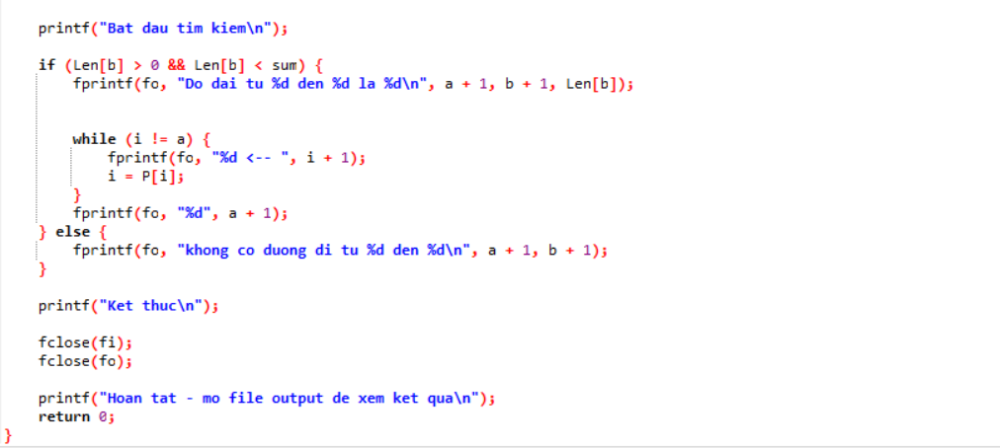 printf("Bat dau tim kiem\n");
if (Len[b] > 0 && Len[b] < sum) {
fprintf(fo, "Do dai tu %d den %d la %d\n", a + 1, b + 1, Len[b]);
while (i != a) {
fprintf(fo, "%d <-- ", i + 1);
i = P[i];
}
fprintf(fo, "%d", a + 1);
} else {
fprintf(fo, "khong co duong di tu %d den %d\n", a + 1, b + 1);
}
printf("Ket thuc\n");
fclose(fi);
fclose(fo);
printf("Hoan tat - mo file output de xem ket qua\n");
return 0;
}